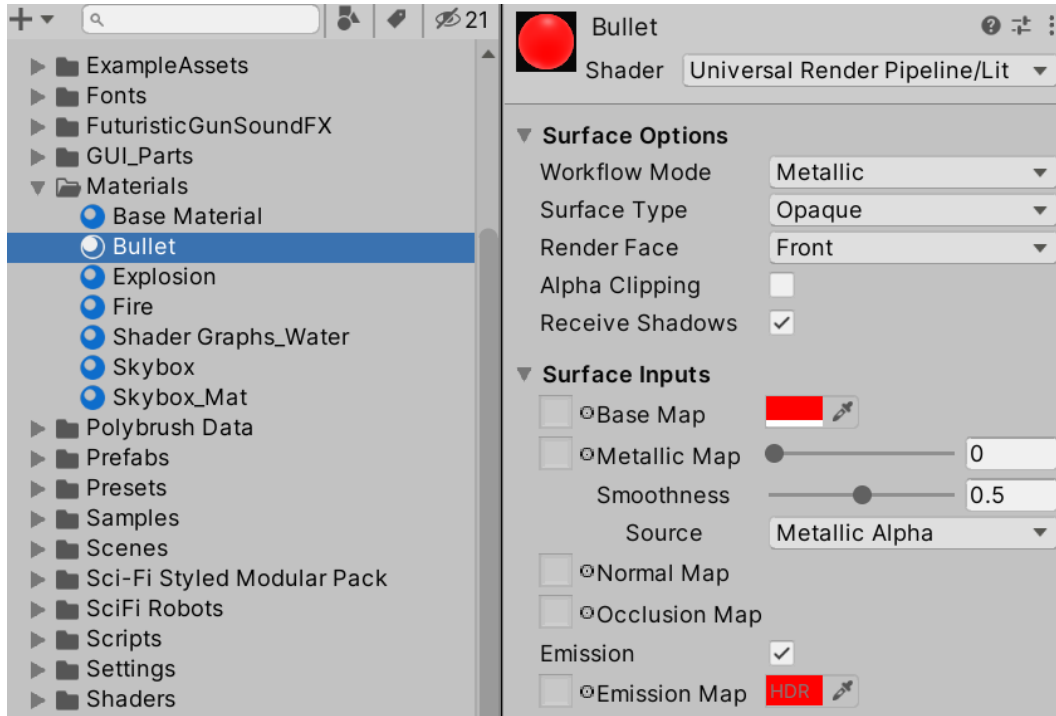 21
ExampleAssets
Fonts
FuturisticGunSoundFX
GUI_Parts
Materials
Base Material
Bullet
Explosion
Fire
Shader Graphs_Water
Skybox
Skybox_Mat
Polybrush Data
Prefabs
Presets
Samples
Scenes
Sci-Fi Styled Modular Pack
SciFi Robots
Scripts
Settings
Shaders
Bullet
Shader Universal Render Pipeline/Lit
Surface Options
Workflow Mode Metallic
Surface Type Opaque
Render Face Front
Alpha Clipping
Receive Shadows
Surface Inputs
Base Map
Metallic Map 0
Smoothness 0.5
Source Metallic Alpha
Normal Map
Occlusion Map
Emission
Emission Map HDR